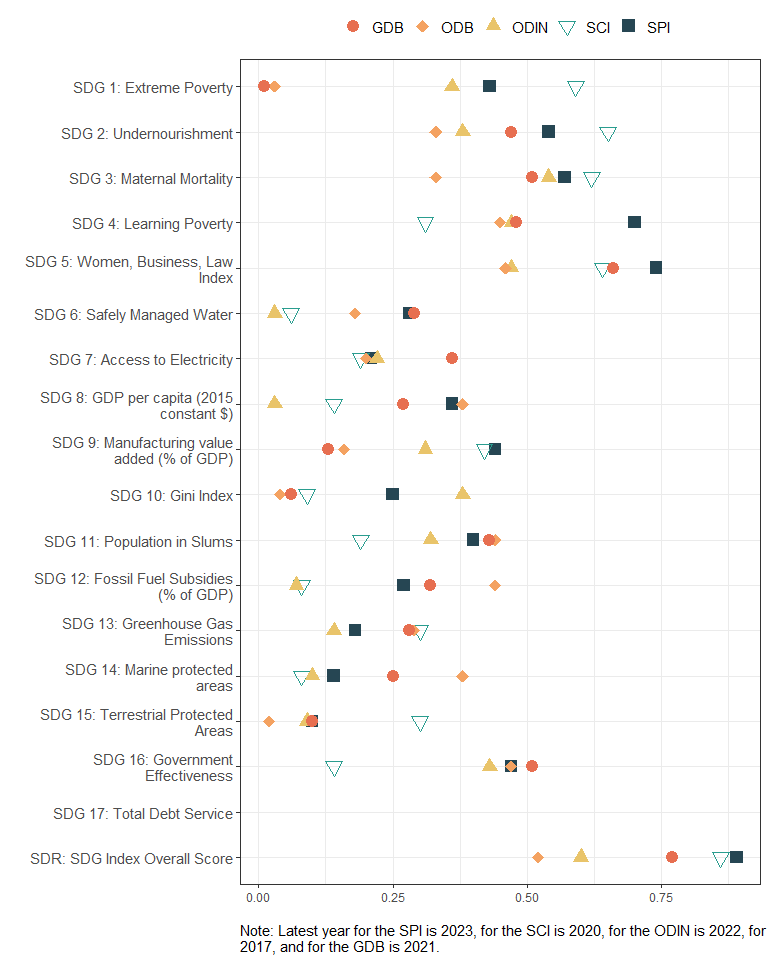 GDB ODB ODIN SCI SPI
SDG 1: Extreme Poverty
SDG 2: Undernourishment
SDG 3: Maternal Mortality
SDG 4: Learning Poverty
SDG 5: Women, Business, Law
Index
SDG 6: Safely Managed Water
SDG 7: Access to Electricity
SDG 8: GDP per capita (2015
constant $)
SDG 9: Manufacturing value
added (% of GDP)
SDG 10: Gini Index
SDG 11: Population in Slums
SDG 12: Fossil Fuel Subsidies
(% of GDP)
SDG 13: Greenhouse Gas
Emissions
SDG 14: Marine protected
areas
SDG 15: Terrestrial Protected
Areas
SDG 16: Government
Effectiveness
SDG 17: Total Debt Service
SDR: SDG Index Overall Score
0.00 0.25 0.50 0.75
Note: Latest year for the SPI is 2023, for the SCI is 2020, for the ODIN is 2022, for
2017, and for the GDB is 2021.